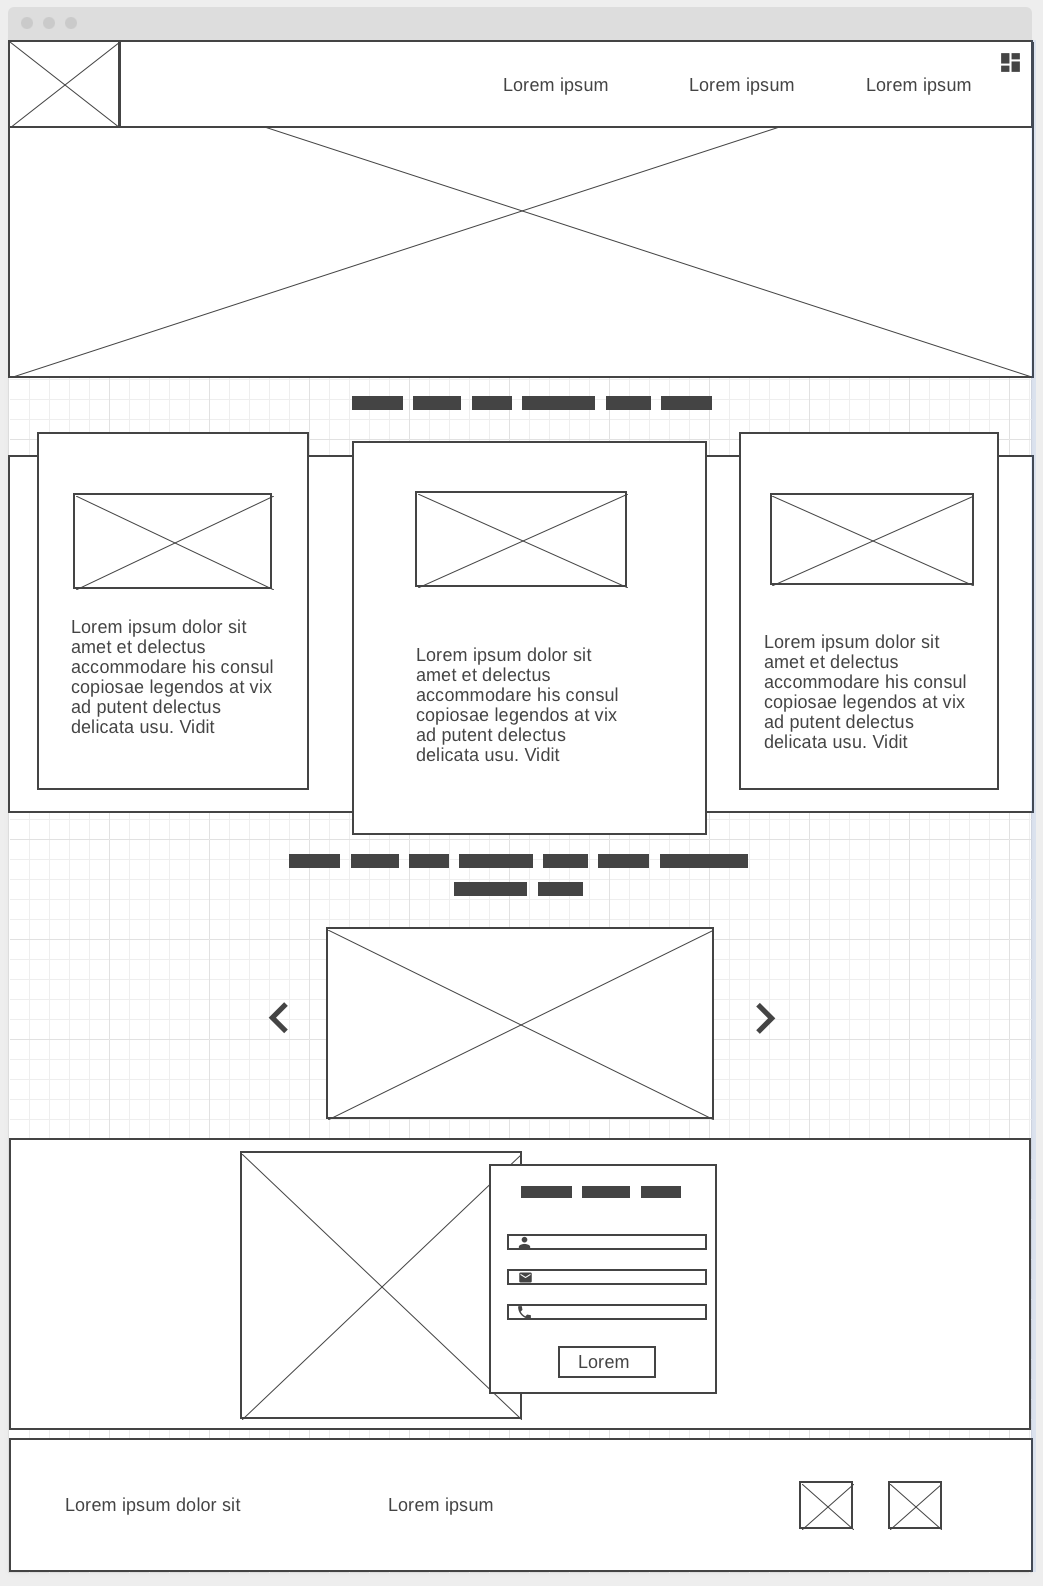 Lorem ipsum
Lorem ipsum
Lorem ipsum
Lorem ipsum dolor sit
amet et delectus
accommodare his consul
copiosae legendos at vix
ad putent delectus
delicata usu. Vidit
Lorem ipsum dolor sit
amet et delectus
accommodare his consul
copiosae legendos at vix
ad putent delectus
delicata usu. Vidit
Lorem ipsum dolor sit
amet et delectus
accommodare his consul
copiosae legendos at vix
ad putent delectus
delicata usu. Vidit
Lorem
Lorem ipsum dolor sit
Lorem ipsum